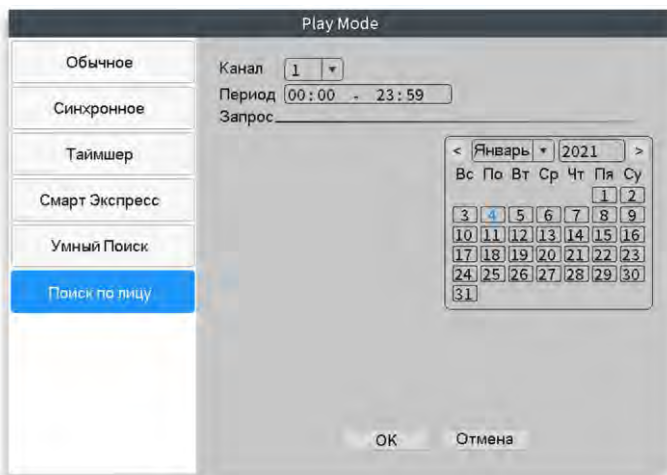 Play Mode
Обычное
Синхронное
Таймшер
Смарт Экспресс
Умный Поиск
Поиск по лицу
Канал 1
Период 00:00 - 23:59
Запрос
< Январь 2021 >
Вс По Вт Ср Чт Пя Су
1 2
3 4 5 6 7 8 9
10 11 12 13 14 15 16
17 18 19 20 21 22 23
24 25 26 27 28 29 30
31
OK Отмена